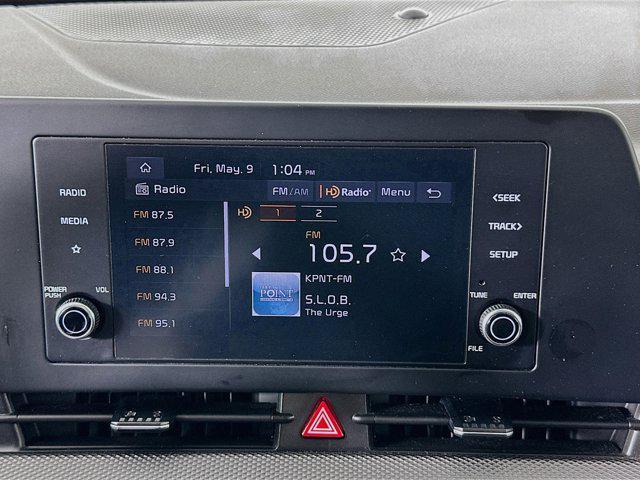 Fri, May. 9 1:04 PM
Radio FM/AM HD Radio Menu
RADIO
MEDIA
POWER PUSH VOL
FM 87.5
FM 87.9
FM 88.1
FM 94.3
FM 95.1
HD 1 2
FM
105.7
KPNT-FM
POINT
S.L.O.B.
The Urge
<SEEK
TRACK>
SETUP
TUNE ENTER
FILE